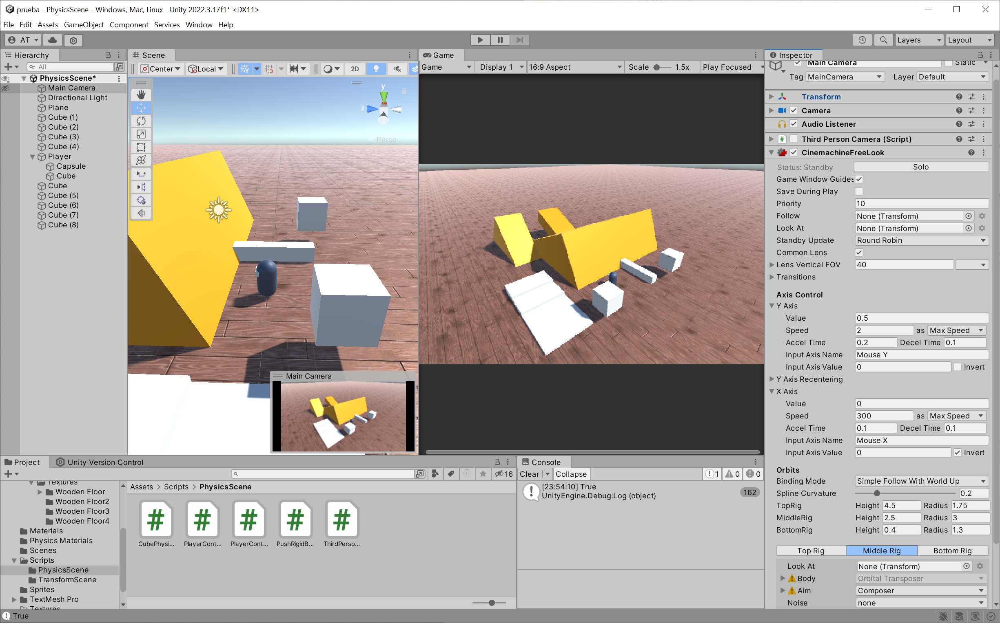 prueba - PhysicsScene - Windows, Mac, Linux - Unity 2022.3.17f1* <DX11>
File Edit Assets GameObject Component Services Window Help
AT
Layers Layout
Hierarchy
All
PhysicsScene*
Main Camera
Directional Light
Plane
Cube (1)
Cube (2)
Cube (3)
Cube (4)
Player
Capsule
Cube
Cube
Cube (5)
Cube (6)
Cube (7)
Cube (8)
Scene
Center Local 2D
y
z
< Persp
Main Camera
Game
Game Display 1 16:9 Aspect Scale 1.5x Play Focused
Inspector
Main Camera Static
Tag MainCamera Layer Default
Transform
Camera
Audio Listener
# Third Person Camera (Script)
CinemachineFreeLook
Status: Standby Solo
Game Window Guides
Save During Play
Priority 10
Follow None (Transform)
Look At None (Transform)
Standby Update Round Robin
Common Lens
Lens Vertical FOV 40
Transitions
Axis Control
Y Axis
Value 0.5
Speed 2 as Max Speed
Accel Time 0.2 Decel Time 0.1
Input Axis Name Mouse Y
Input Axis Value 0 Invert
Y Axis Recentering
X Axis
Value 0
Speed 300 as Max Speed
Accel Time 0.1 Decel Time 0.1
Input Axis Name Mouse X
Input Axis Value 0 Invert
Orbits
Binding Mode Simple Follow With World Up
Spline Curvature 0.2
TopRig Height 4.5 Radius 1.75
MiddleRig Height 2.5 Radius 3
BottomRig Height 0.4 Radius 1.3
Top Rig Middle Rig Bottom Rig
Look At None (Transform)
Body Orbital Transposer
Aim Composer
Noise none
Project Unity Version Control
16
Textures
Wooden Floor
Wooden Floor2
Wooden Floor3
Wooden Floor4
Materials
Physics Materials
Scenes
Scripts
PhysicsScene
TransformScene
Sprites
TextMesh Pro
Textures
Assets > Scripts > PhysicsScene
# # # # #
CubePhysi... PlayerCont... PlayerCont... PushRigidB... ThirdPerso...
Console
Clear Collapse 1 0 0
[23:54:10] True
UnityEngine.Debug:Log (object)
162
True